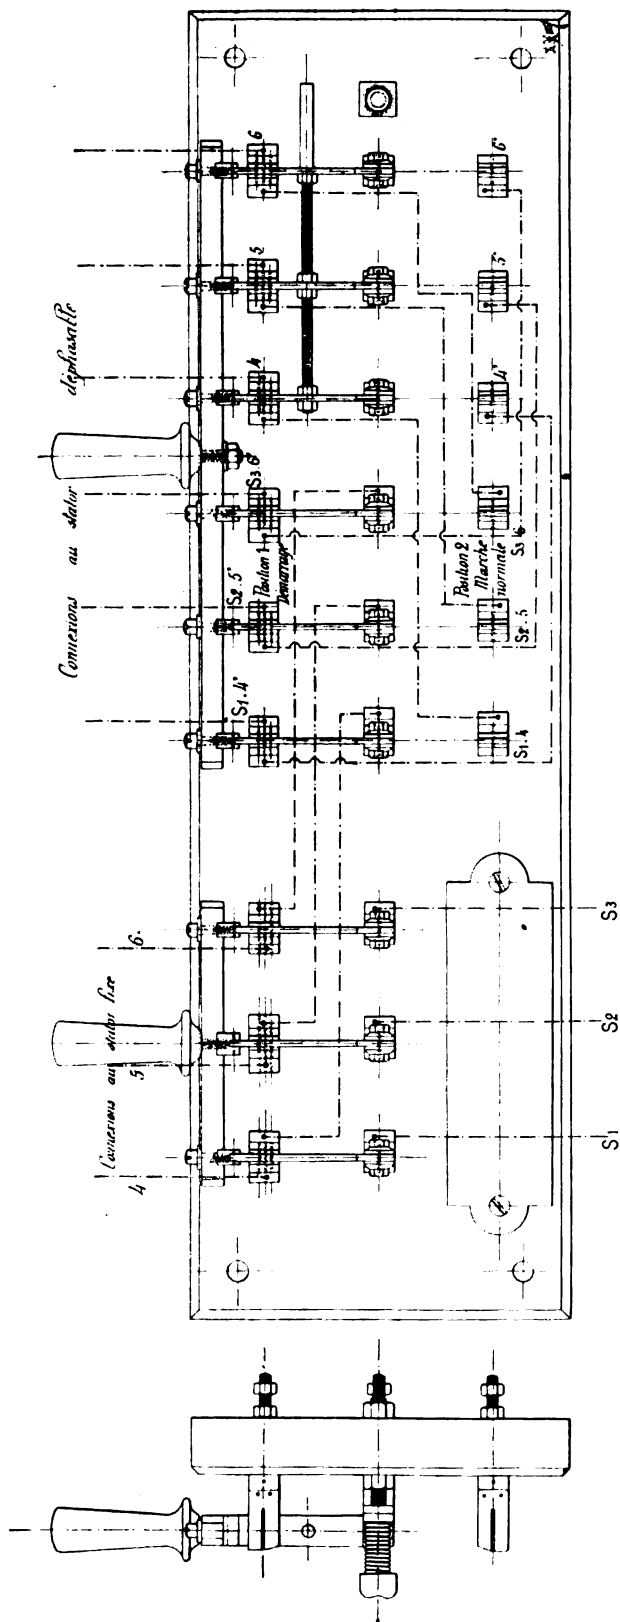 Connexions au stator déphasable
6
5
4
S3.6'
S2.5'
S1.4'
Position 1
Démarrage
6'
5'
4'
Position 2
Marche
normale
S3.6
S2.5
S1.4
Connexions au stator fixe
6'
5'
4
S3
S2
S1